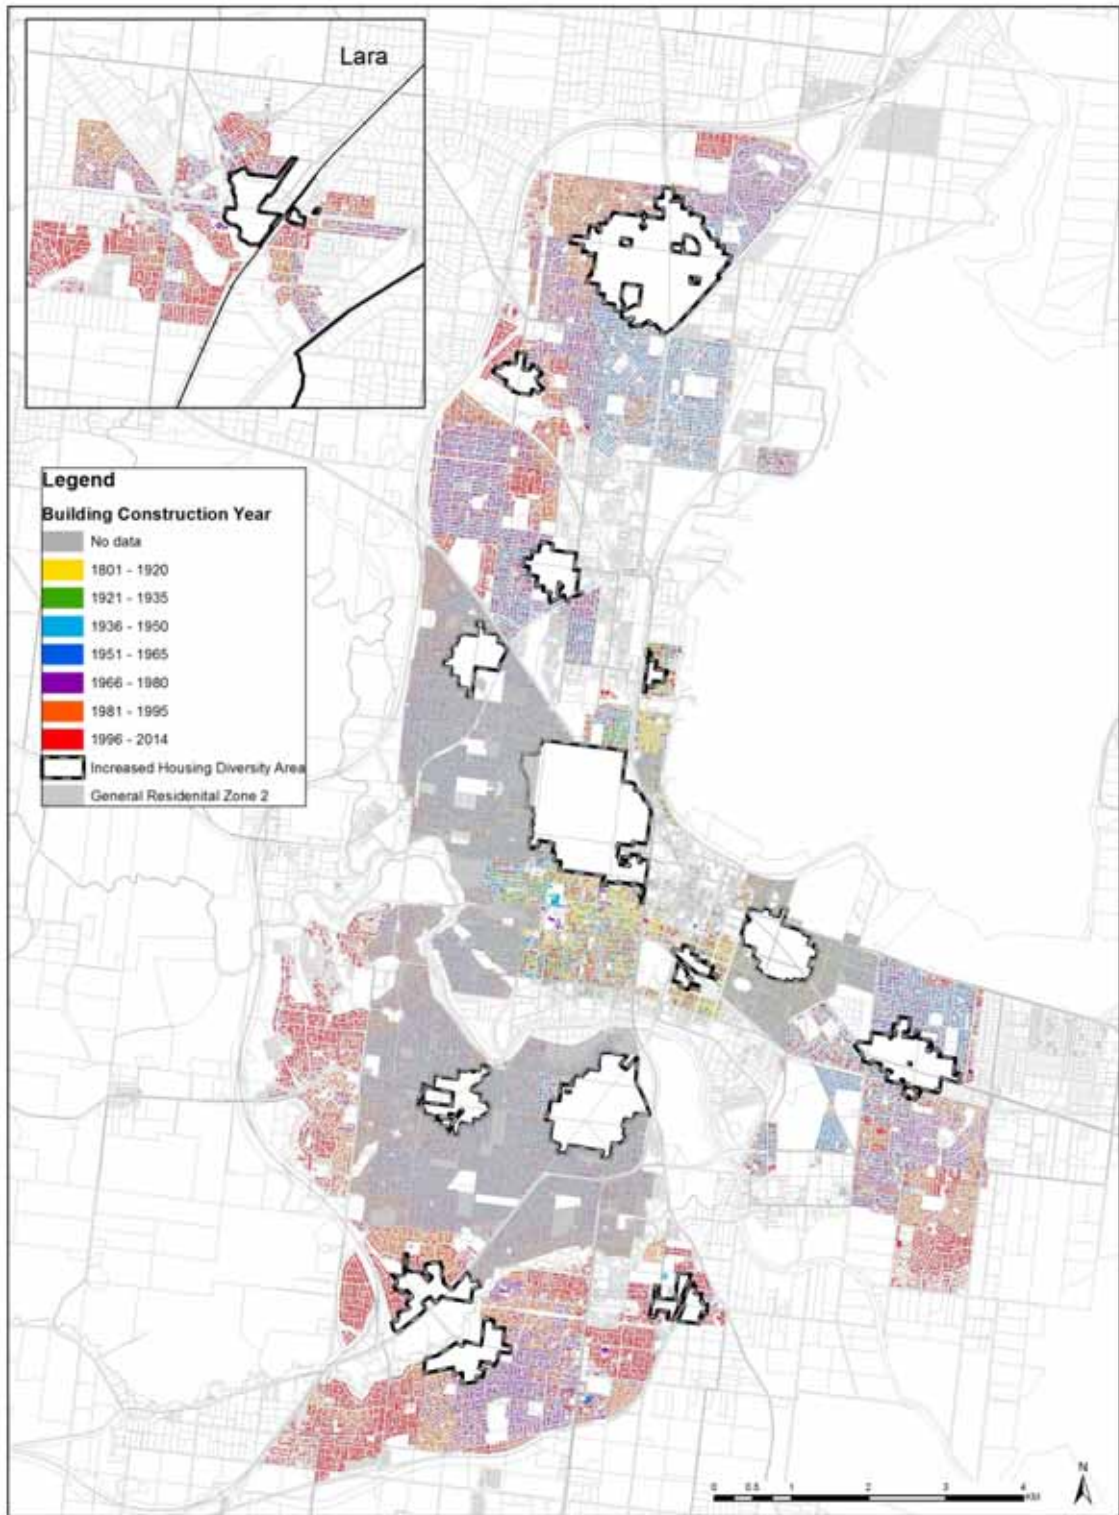 Lara
Legend
Building Construction Year
No data
1801 - 1920
1921 - 1935
1936 - 1950
1951 - 1965
1966 - 1980
1981 - 1995
1996 - 2014
Increased Housing Diversity Area
General Residenital Zone 2
N
0 0.5 1 2 3 4
KM